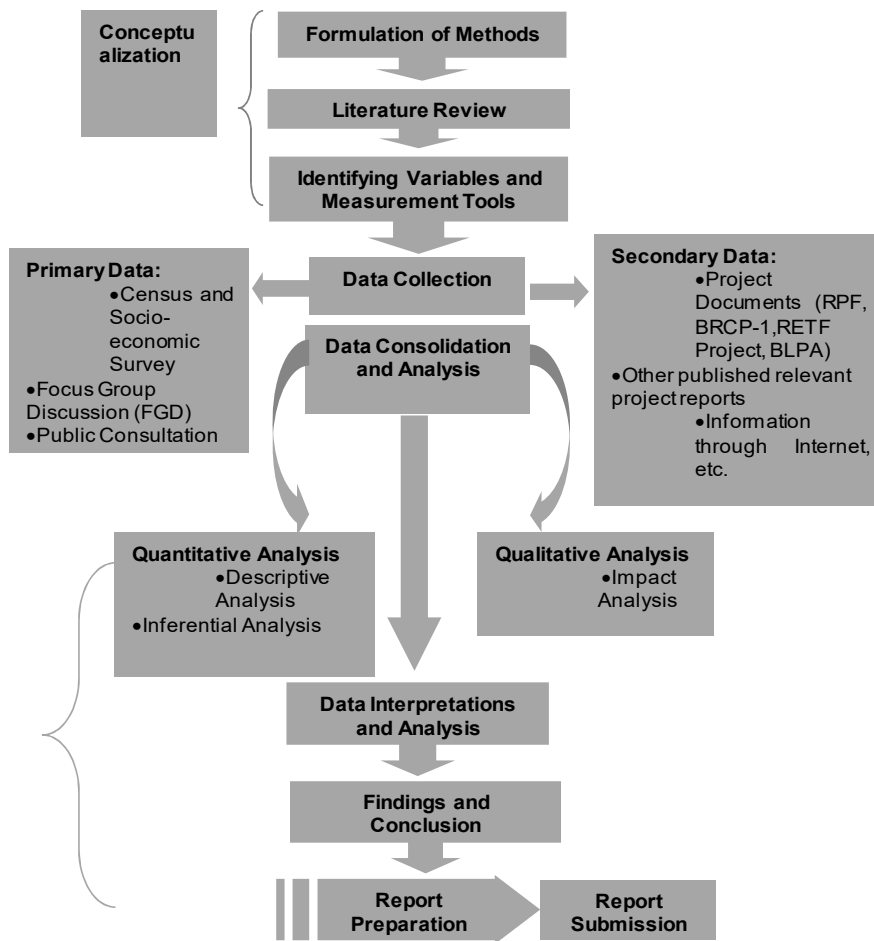 Conceptu
alization
Formulation of Methods
Literature Review
Identifying Variables and
Measurement Tools
Primary Data:
•Census and
Socio-
economic
Survey
•Focus Group
Discussion (FGD)
•Public Consultation
Data Collection
Secondary Data:
•Project
Documents (RPF,
BRCP-1,RETF
Project, BLPA)
•Other published relevant
project reports
•Information
through Internet,
etc.
Data Consolidation
and Analysis
Quantitative Analysis
•Descriptive
Analysis
•Inferential Analysis
Qualitative Analysis
•Impact
Analysis
Data Interpretations
and Analysis
Findings and
Conclusion
Report
Preparation
Report
Submission